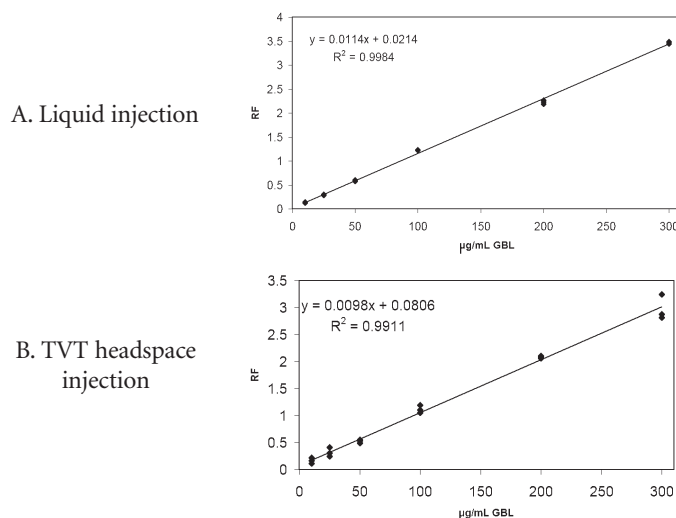 A. Liquid injection
y = 0.0114x + 0.0214
R² = 0.9984
RF
4
3.5
3
2.5
2
1.5
1
0.5
0
0 50 100 150 200 250 300
µg/mL GBL
B. TVT headspace
injection
y = 0.0098x + 0.0806
R² = 0.9911
RF
3.5
3
2.5
2
1.5
1
0.5
0
0 50 100 150 200 250 300
µg/mL GBL